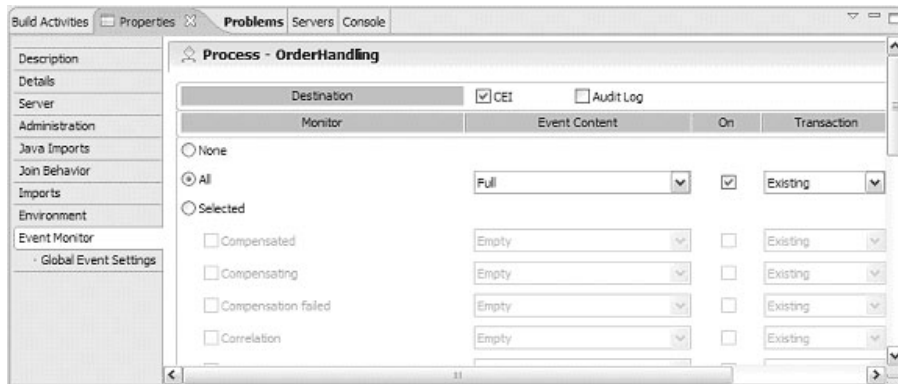 Build Activities Properties Problems Servers Console
Process - OrderHandling
Description
Details
Server
Administration
Java Imports
Join Behavior
Imports
Environment
Event Monitor
Global Event Settings
Destination CEI Audit Log
Monitor Event Content On Transaction
None
All Full Existing
Selected
Compensated Empty Existing
Compensating Empty Existing
Compensation failed Empty Existing
Correlation Empty Existing